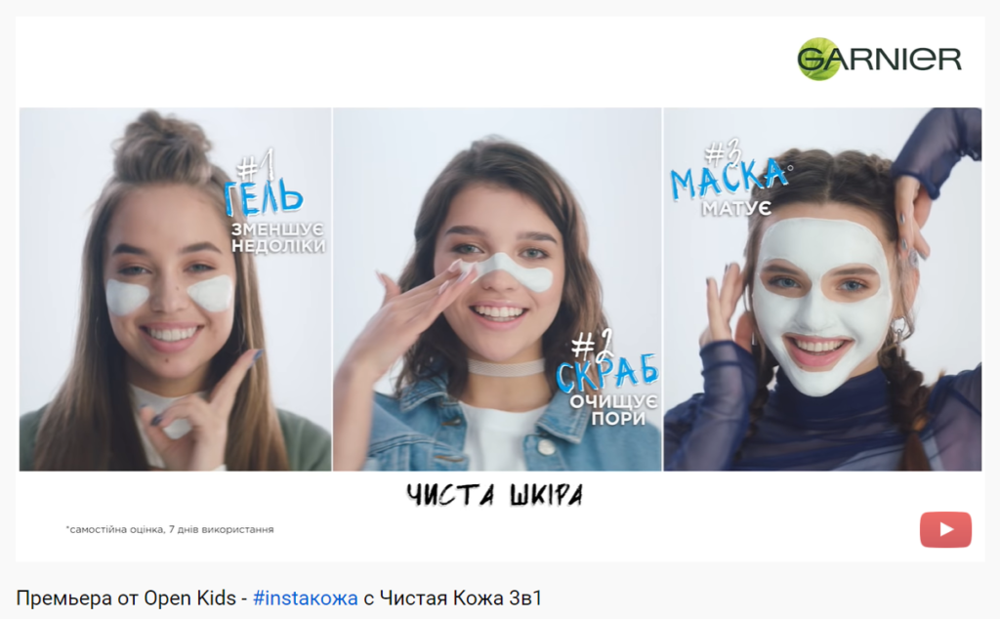 GARNIER
#1
ГЕЛЬ
ЗМЕНШУЄ
НЕДОЛІКИ
#2
СКРАБ
ОЧИЩУЄ
ПОРИ
#3
МАСКА°
МАТУЄ
ЧИСТА ШКІРА
*самостійна оцінка, 7 днів використання
Премьера от Open Kids - #instaкожа с Чистая Кожа 3в1